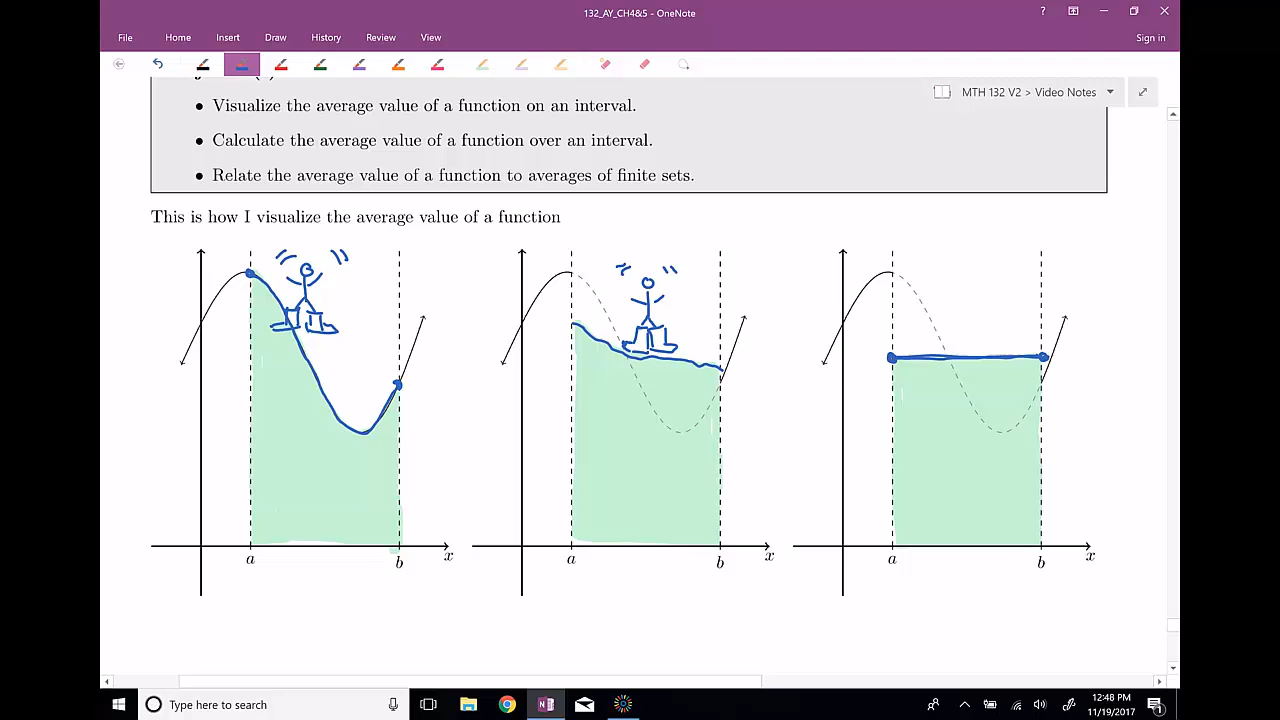 132_AY_CH4&5 - OneNote
?
File Home Insert Draw History Review View
Sign in
MTH 132 V2 > Video Notes
• Visualize the average value of a function on an interval.
• Calculate the average value of a function over an interval.
• Relate the average value of a function to averages of finite sets.
This is how I visualize the average value of a function
a b x
a b x
a b x
Type here to search
12:48 PM
11/19/2017
1